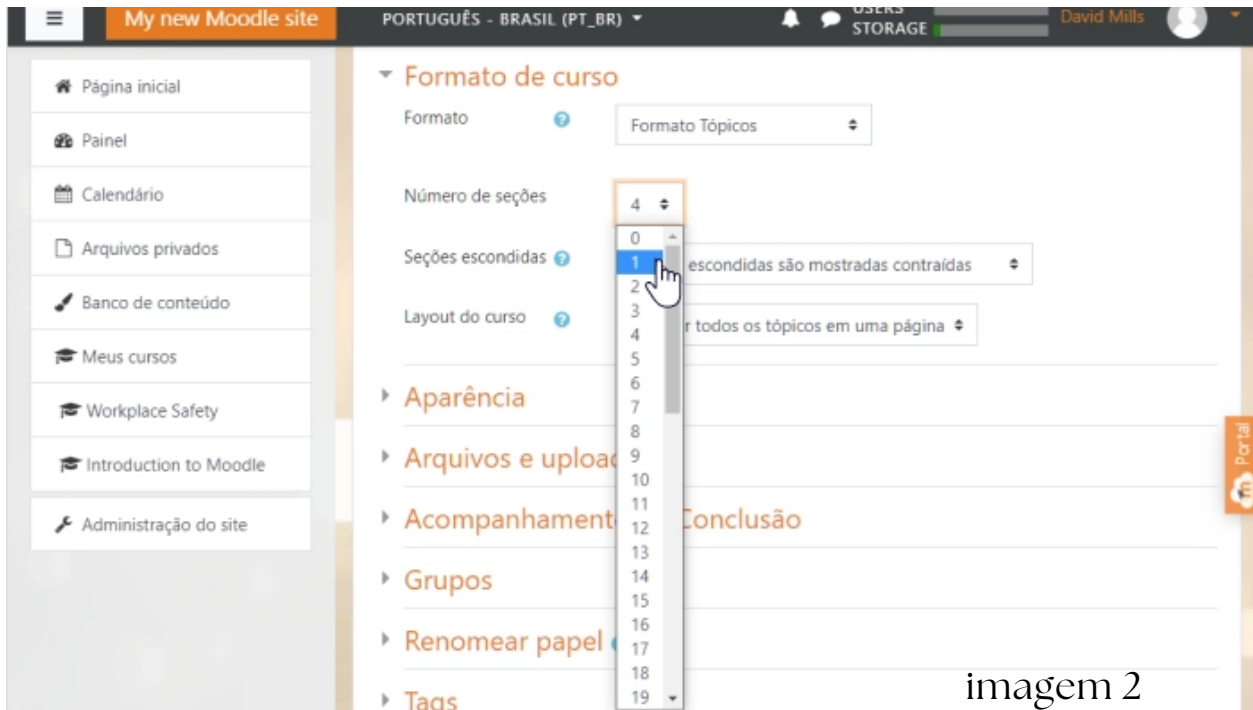 My new Moodle site
PORTUGUÊS - BRASIL (PT_BR)
USERS
STORAGE
David Mills
Página inicial
Painel
Calendário
Arquivos privados
Banco de conteúdo
Meus cursos
Workplace Safety
Introduction to Moodle
Administração do site
Formato de curso
Formato
Formato Tópicos
Número de seções
4
0
1
2
3
4
5
6
7
8
9
10
11
12
13
14
15
16
17
18
19
Seções escondidas
escondidas são mostradas contraídas
Layout do curso
todos os tópicos em uma página
Aparência
Arquivos e
Acompanhamento
Conclusão
Grupos
Renomear papel
Tags
Portal
imagem 2